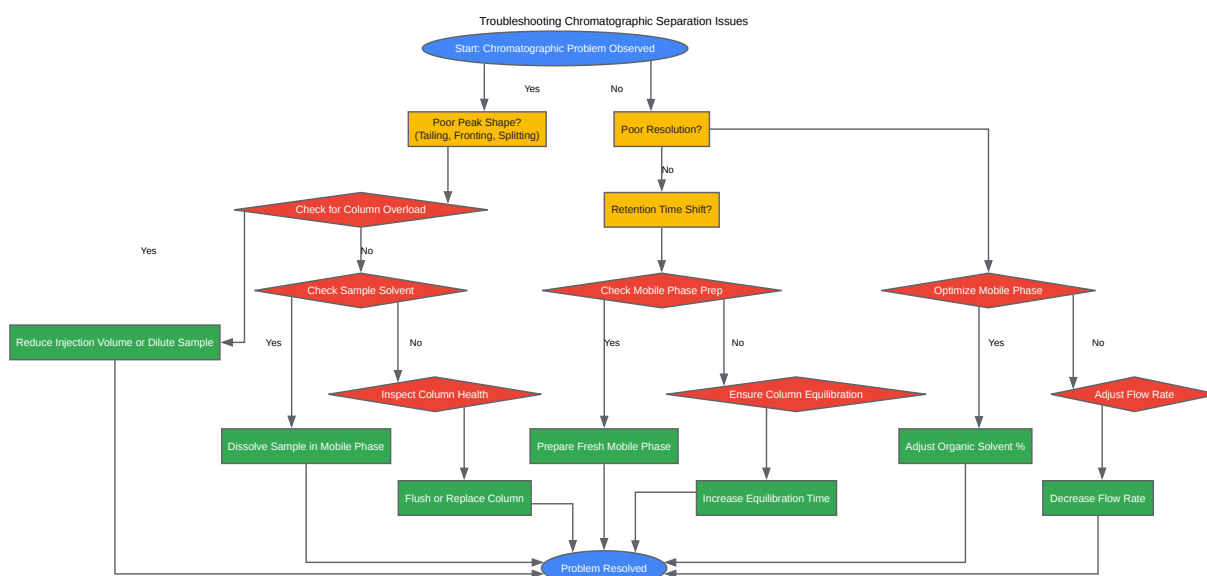 Troubleshooting Chromatographic Separation Issues
Start: Chromatographic Problem Observed
Yes
No
Poor Peak Shape?
(Tailing, Fronting, Splitting)
Poor Resolution?
No
Check for Column Overload
Retention Time Shift?
Yes
No
Check Sample Solvent
Check Mobile Phase Prep
Optimize Mobile Phase
Reduce Injection Volume or Dilute Sample
Yes
No
Yes
No
Yes
No
Inspect Column Health
Ensure Column Equilibration
Adjust Flow Rate
Dissolve Sample in Mobile Phase
Prepare Fresh Mobile Phase
Adjust Organic Solvent %
Flush or Replace Column
Increase Equilibration Time
Decrease Flow Rate
Problem Resolved